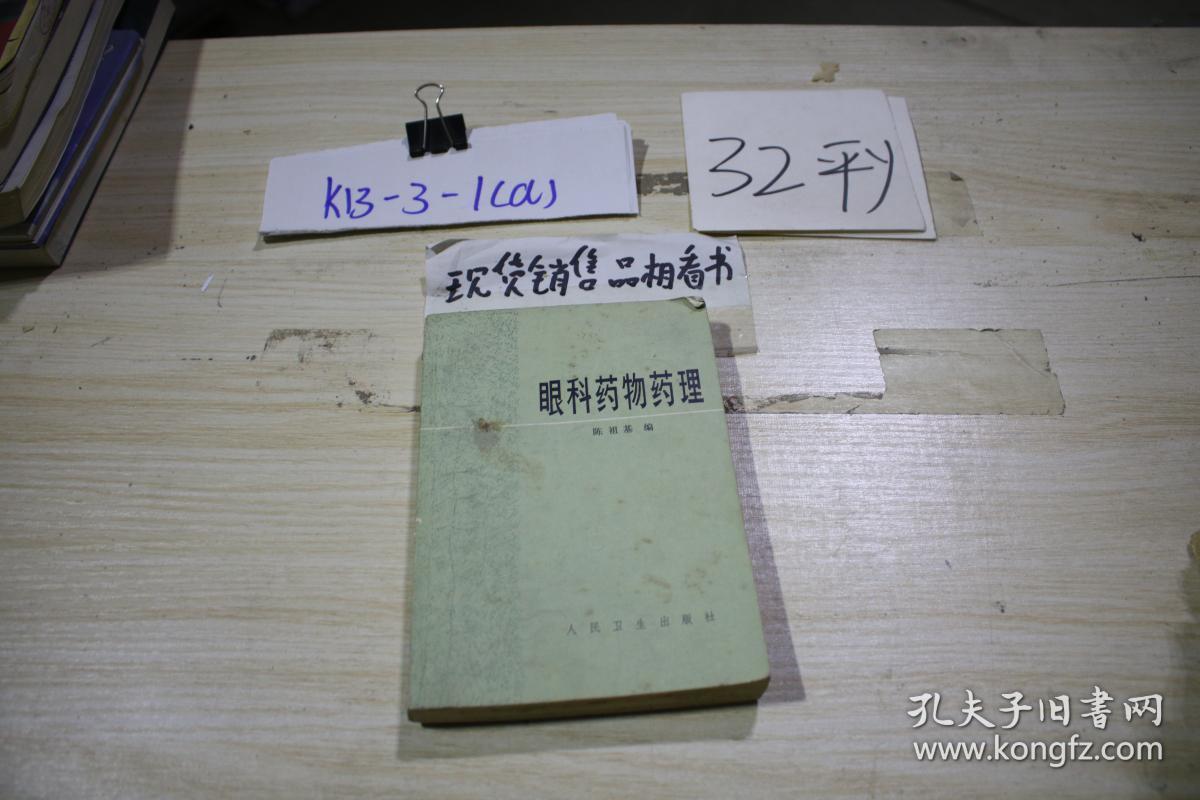 K13-3-1(a)
32平
现货销售品相看书
眼科药物药理
陈祖基 编
人民卫生出版社
孔夫子旧書网
www.kongfz.com